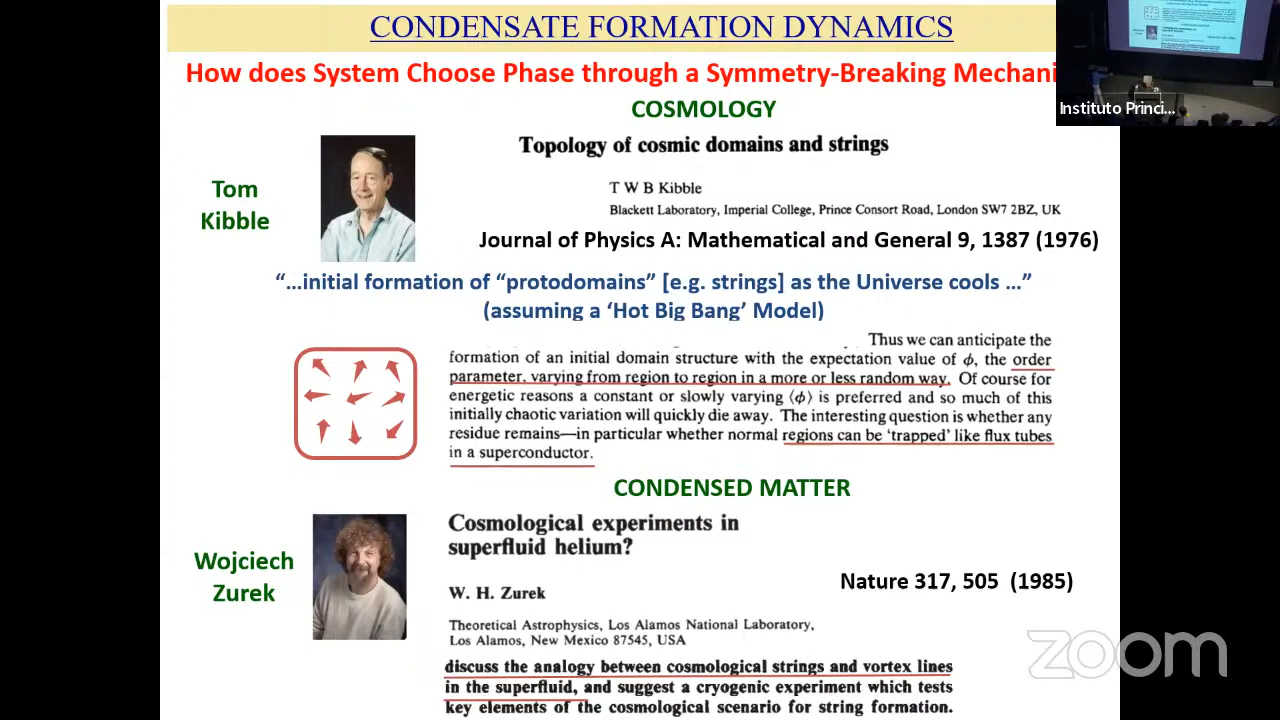 CONDENSATE FORMATION DYNAMICS
How does System Choose Phase through a Symmetry-Breaking Mechani
Instituto Princi...
COSMOLOGY
Topology of cosmic domains and strings
Tom
Kibble
T W B Kibble
Blackett Laboratory, Imperial College, Prince Consort Road, London SW7 2BZ, UK
Journal of Physics A: Mathematical and General 9, 1387 (1976)
“...initial formation of “protodomains” [e.g. strings] as the Universe cools ...”
(assuming a ‘Hot Big Bang’ Model)
Thus we can anticipate the
formation of an initial domain structure with the expectation value of ϕ, the order
parameter, varying from region to region in a more or less random way. Of course for
energetic reasons a constant or slowly varying ⟨ϕ⟩ is preferred and so much of this
initially chaotic variation will quickly die away. The interesting question is whether any
residue remains—in particular whether normal regions can be ‘trapped’ like flux tubes
in a superconductor.
CONDENSED MATTER
Cosmological experiments in
superfluid helium?
Wojciech
Zurek
Nature 317, 505 (1985)
W. H. Zurek
Theoretical Astrophysics, Los Alamos National Laboratory,
Los Alamos, New Mexico 87545, USA
discuss the analogy between cosmological strings and vortex lines
in the superfluid, and suggest a cryogenic experiment which tests
key elements of the cosmological scenario for string formation.
zoom